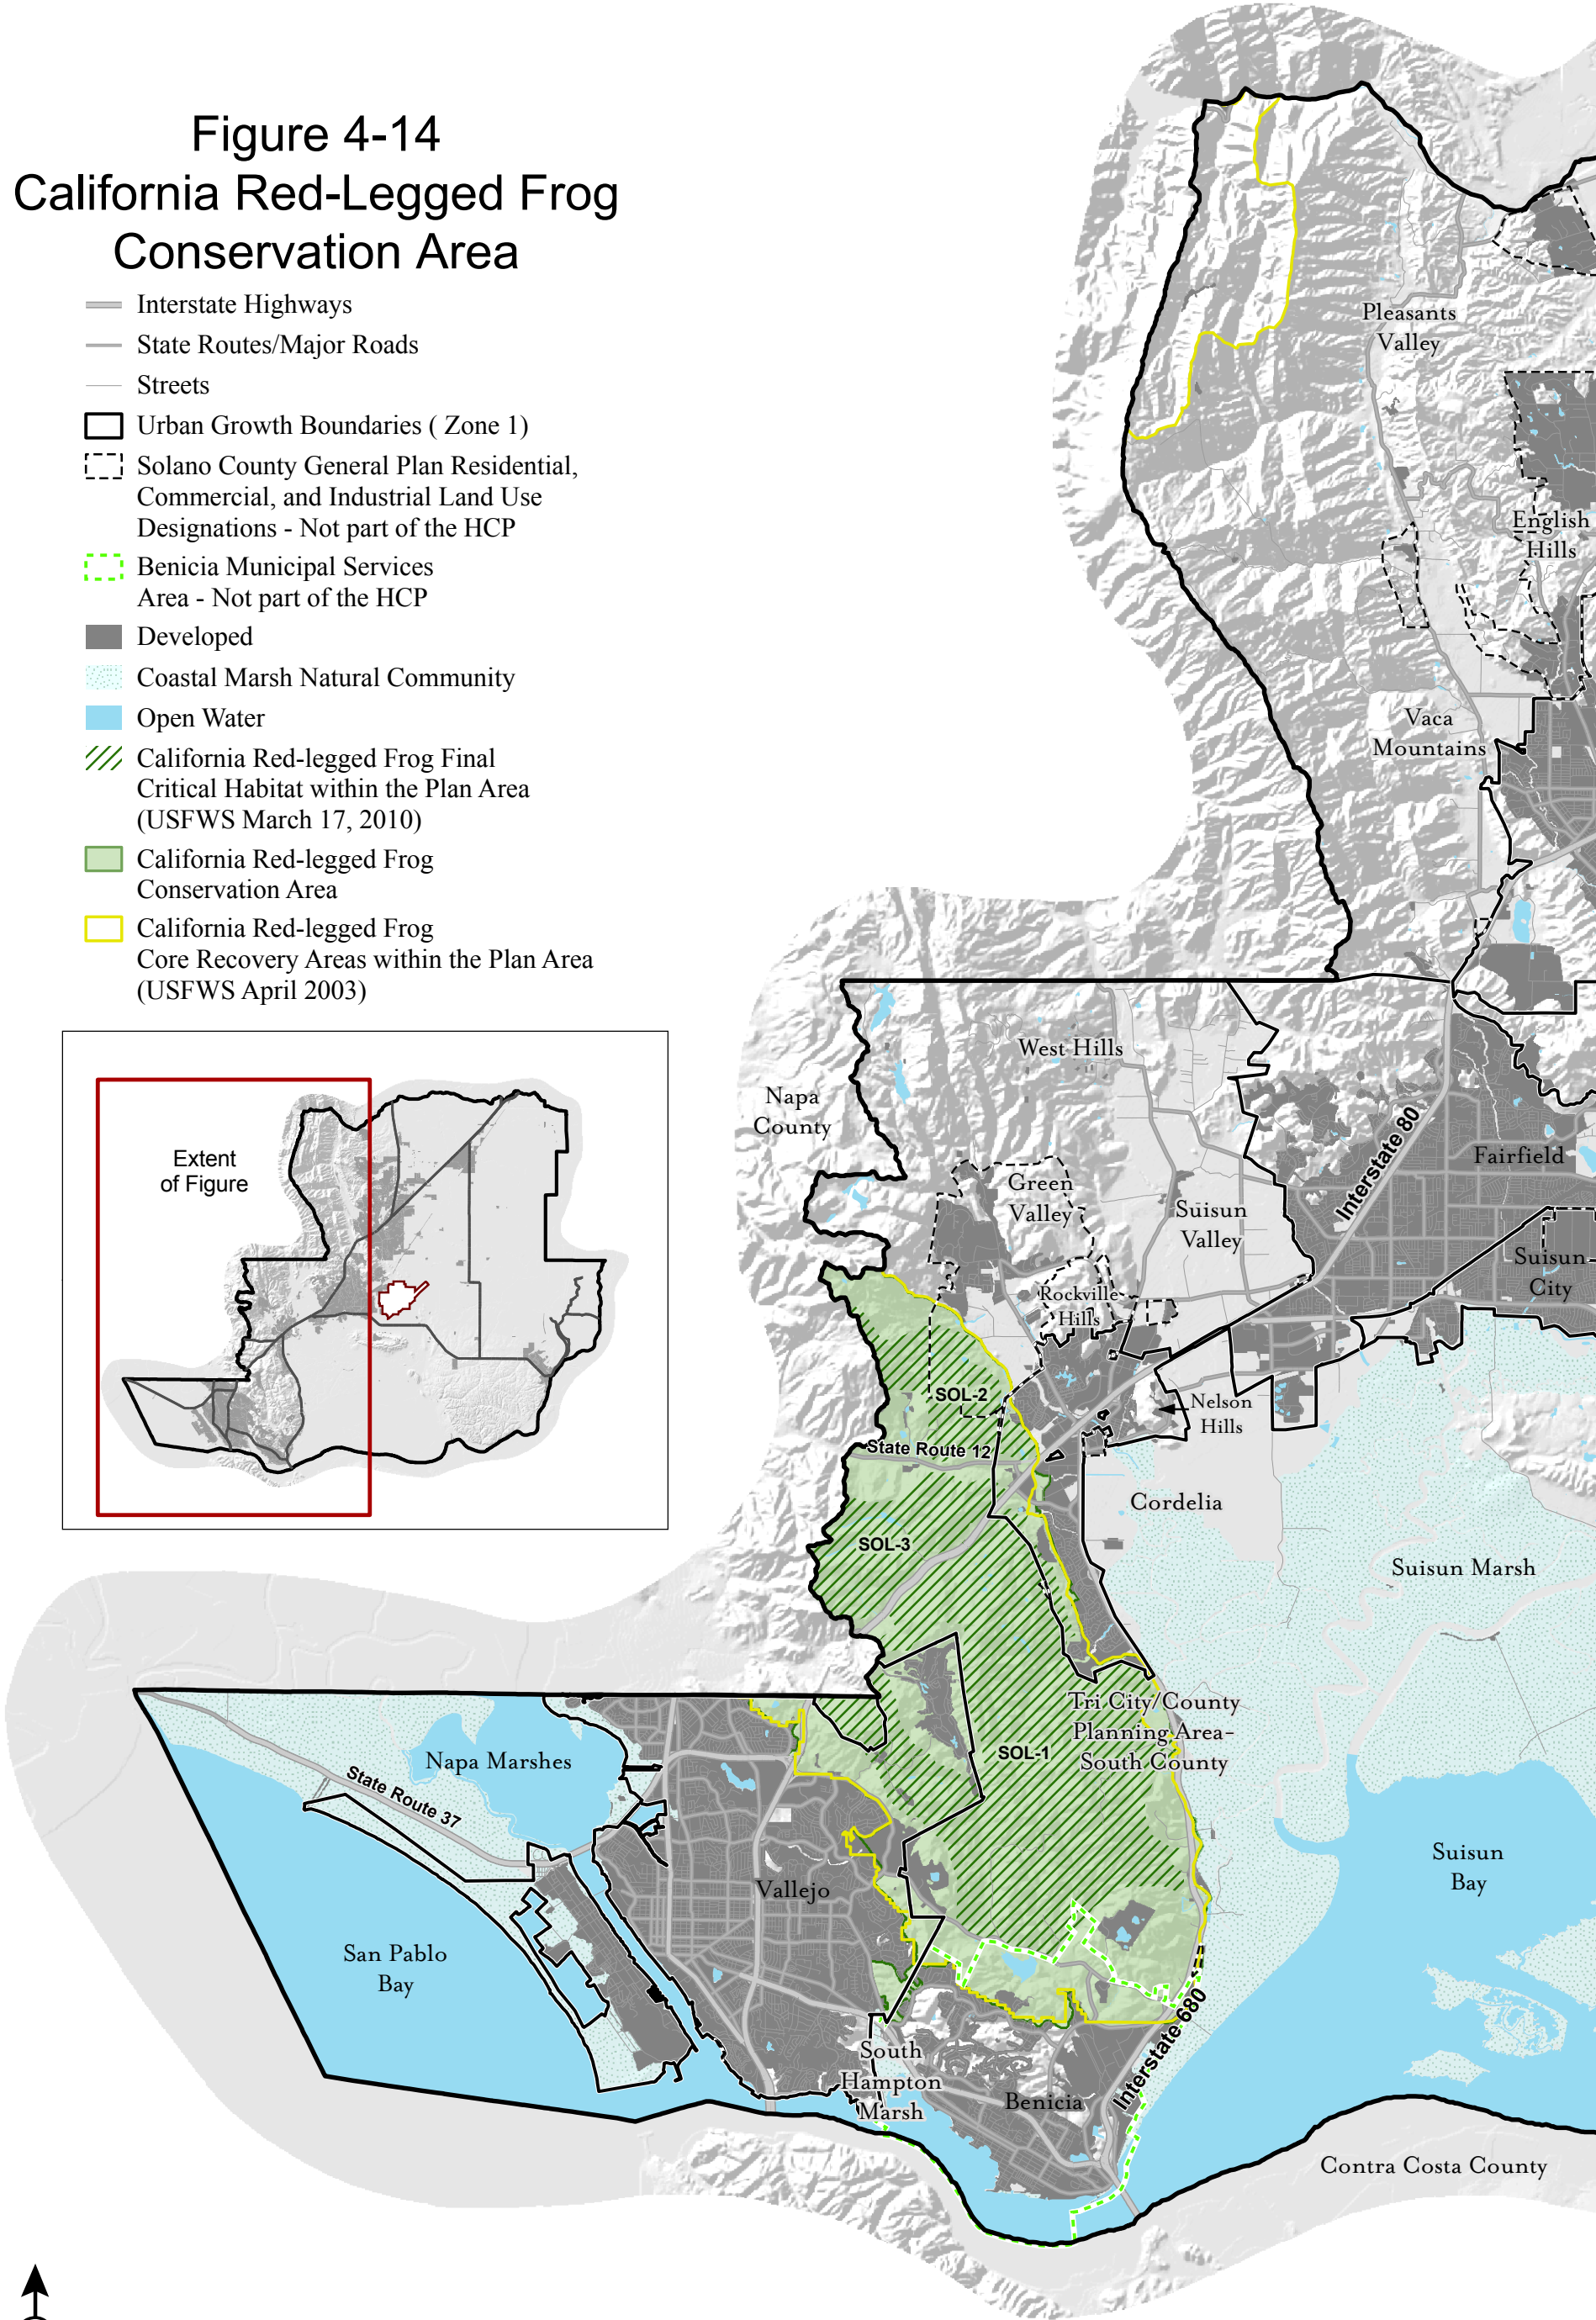 Figure 4-14
California Red-Legged Frog
Conservation Area
Interstate Highways
State Routes/Major Roads
Streets
Urban Growth Boundaries ( Zone 1)
Solano County General Plan Residential,
Commercial, and Industrial Land Use
Designations - Not part of the HCP
Benicia Municipal Services
Area - Not part of the HCP
Developed
Coastal Marsh Natural Community
Open Water
California Red-legged Frog Final
Critical Habitat within the Plan Area
(USFWS March 17, 2010)
California Red-legged Frog
Conservation Area
California Red-legged Frog
Core Recovery Areas within the Plan Area
(USFWS April 2003)
Extent
of Figure
Pleasants
Valley
English
Hills
Vaca
Mountains
West Hills
Napa
County
Interstate 80
Fairfield
Green
Valley
Suisun
Valley
Suisun
City
Rockville
Hills
SOL-2
Nelson
Hills
State Route 12
Cordelia
SOL-3
Suisun Marsh
Tri City/County
Planning Area-
South County
SOL-1
Napa Marshes
State Route 37
Suisun
Bay
Vallejo
San Pablo
Bay
Interstate 680
South
Hampton
Marsh
Benicia
Contra Costa County